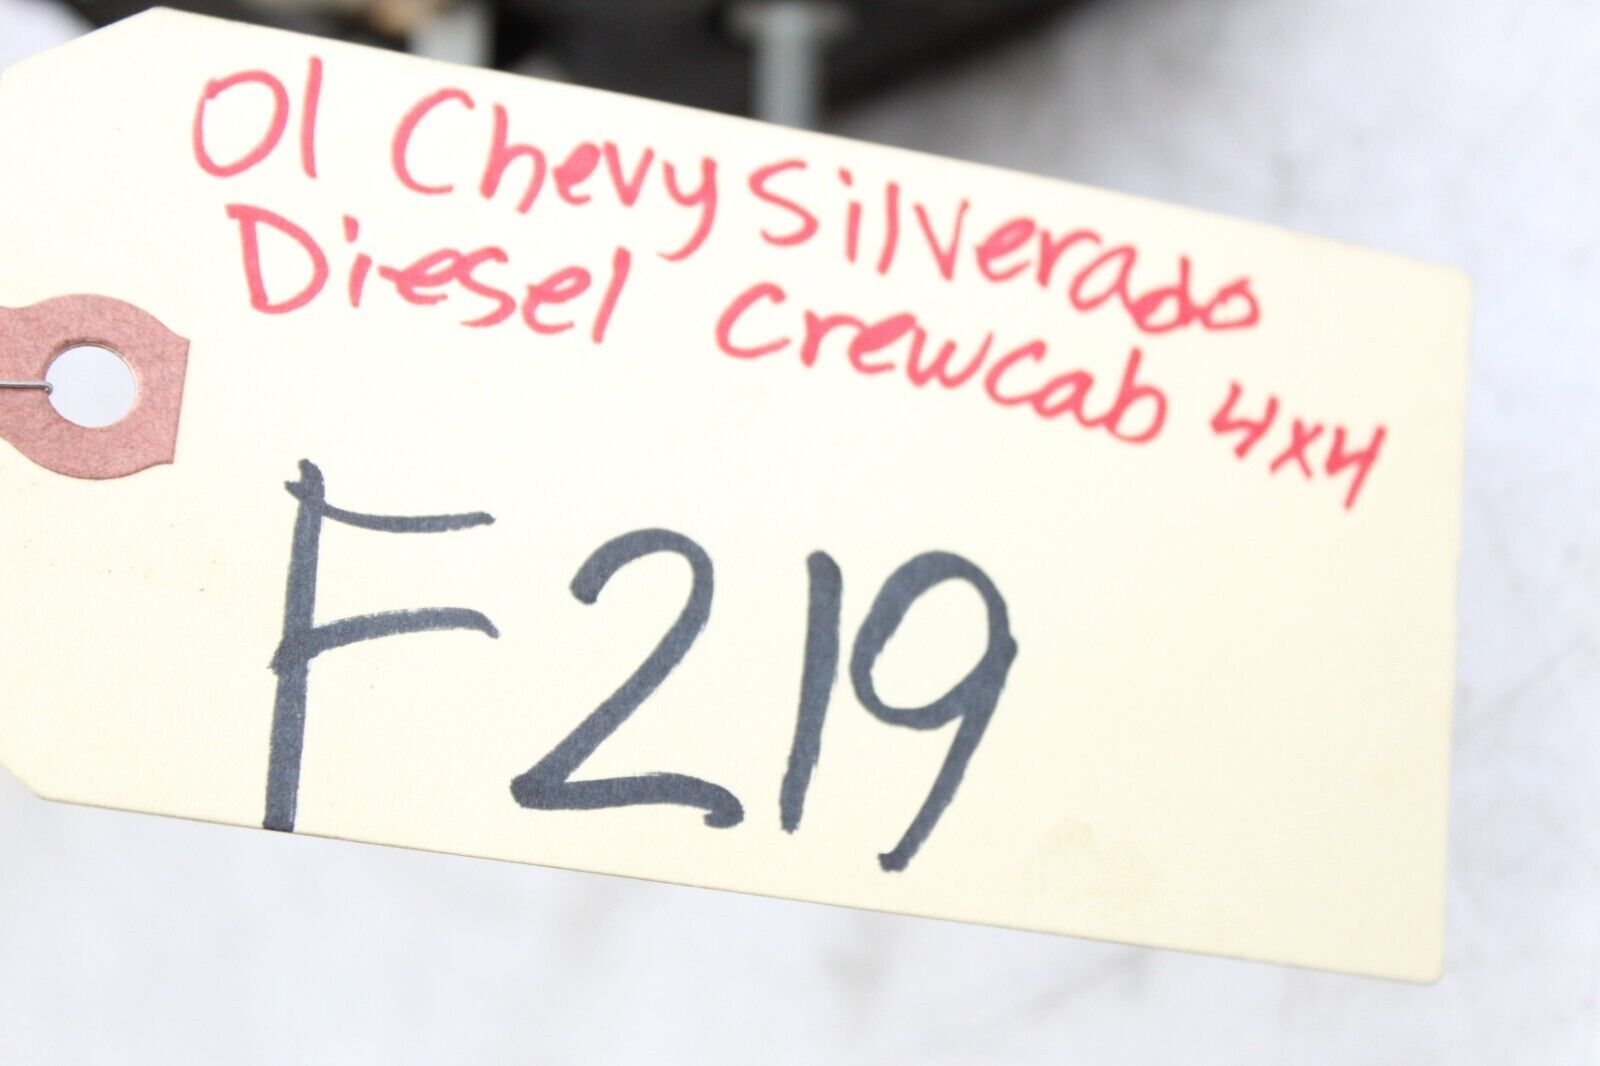 01 Chevy Silverado
Diesel Crewcab 4x4
F219